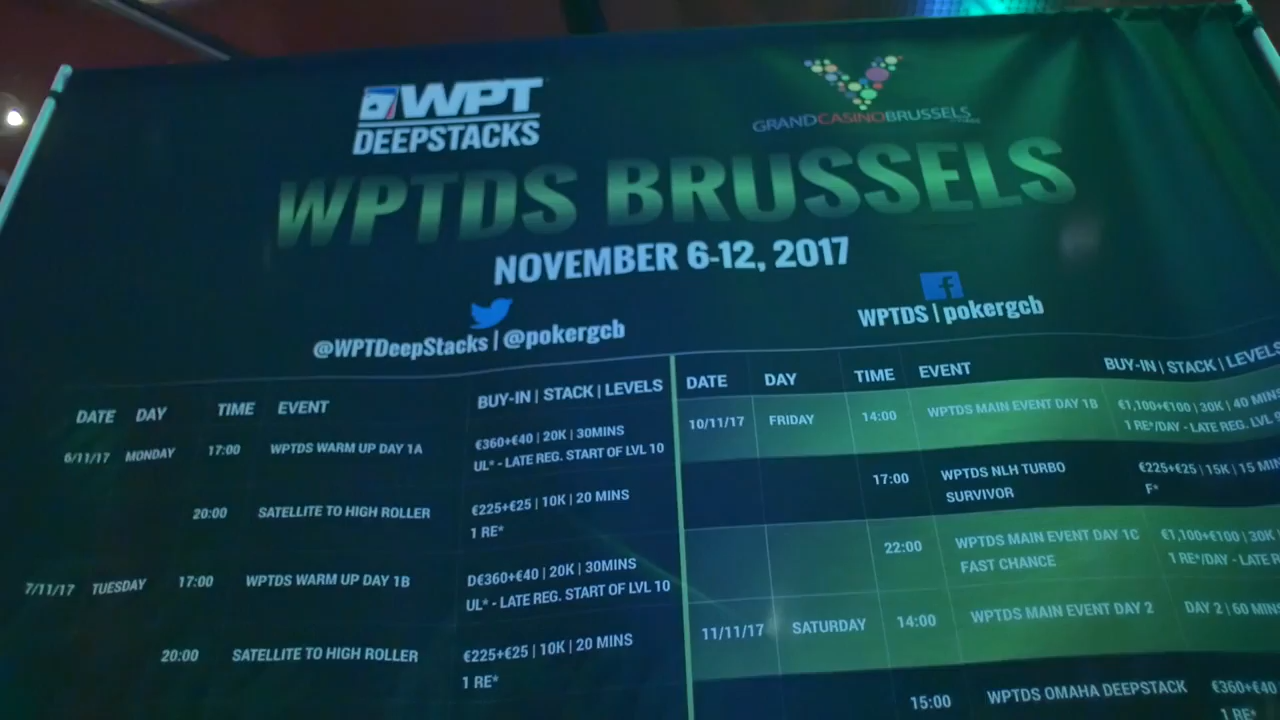 WPT
DEEPSTACKS
GRANDCASINOBRUSSELS
WPTDS BRUSSELS
NOVEMBER 6-12, 2017
@WPTDeepStacks | @pokergcb
WPTDS | pokergcb
DATE DAY TIME EVENT BUY-IN | STACK | LEVELS
6/11/17 MONDAY 17:00 WPTDS WARM UP DAY 1A €360+€40 | 20K | 30MINS
UL* - LATE REG. START OF LVL 10
20:00 SATELLITE TO HIGH ROLLER €225+€25 | 10K | 20 MINS
1 RE*
7/11/17 TUESDAY 17:00 WPTDS WARM UP DAY 1B D€360+€40 | 20K | 30MINS
UL* - LATE REG. START OF LVL 10
20:00 SATELLITE TO HIGH ROLLER €225+€25 | 10K | 20 MINS
1 RE*
DATE DAY TIME EVENT BUY-IN | STACK | LEVELS
10/11/17 FRIDAY 14:00 WPTDS MAIN EVENT DAY 1B €1,100+€100 | 30K | 40 MINS
1 RE*/DAY - LATE REG. LVL
17:00 WPTDS NLH TURBO €225+€25 | 15K | 15 MIN
SURVIVOR F*
22:00 WPTDS MAIN EVENT DAY 1C €1,100+€100 | 30K |
FAST CHANCE 1 RE*/DAY - LATE R
11/11/17 SATURDAY 14:00 WPTDS MAIN EVENT DAY 2 DAY 2 | 60 MINS
15:00 WPTDS OMAHA DEEPSTACK €360+€40
1 RE*